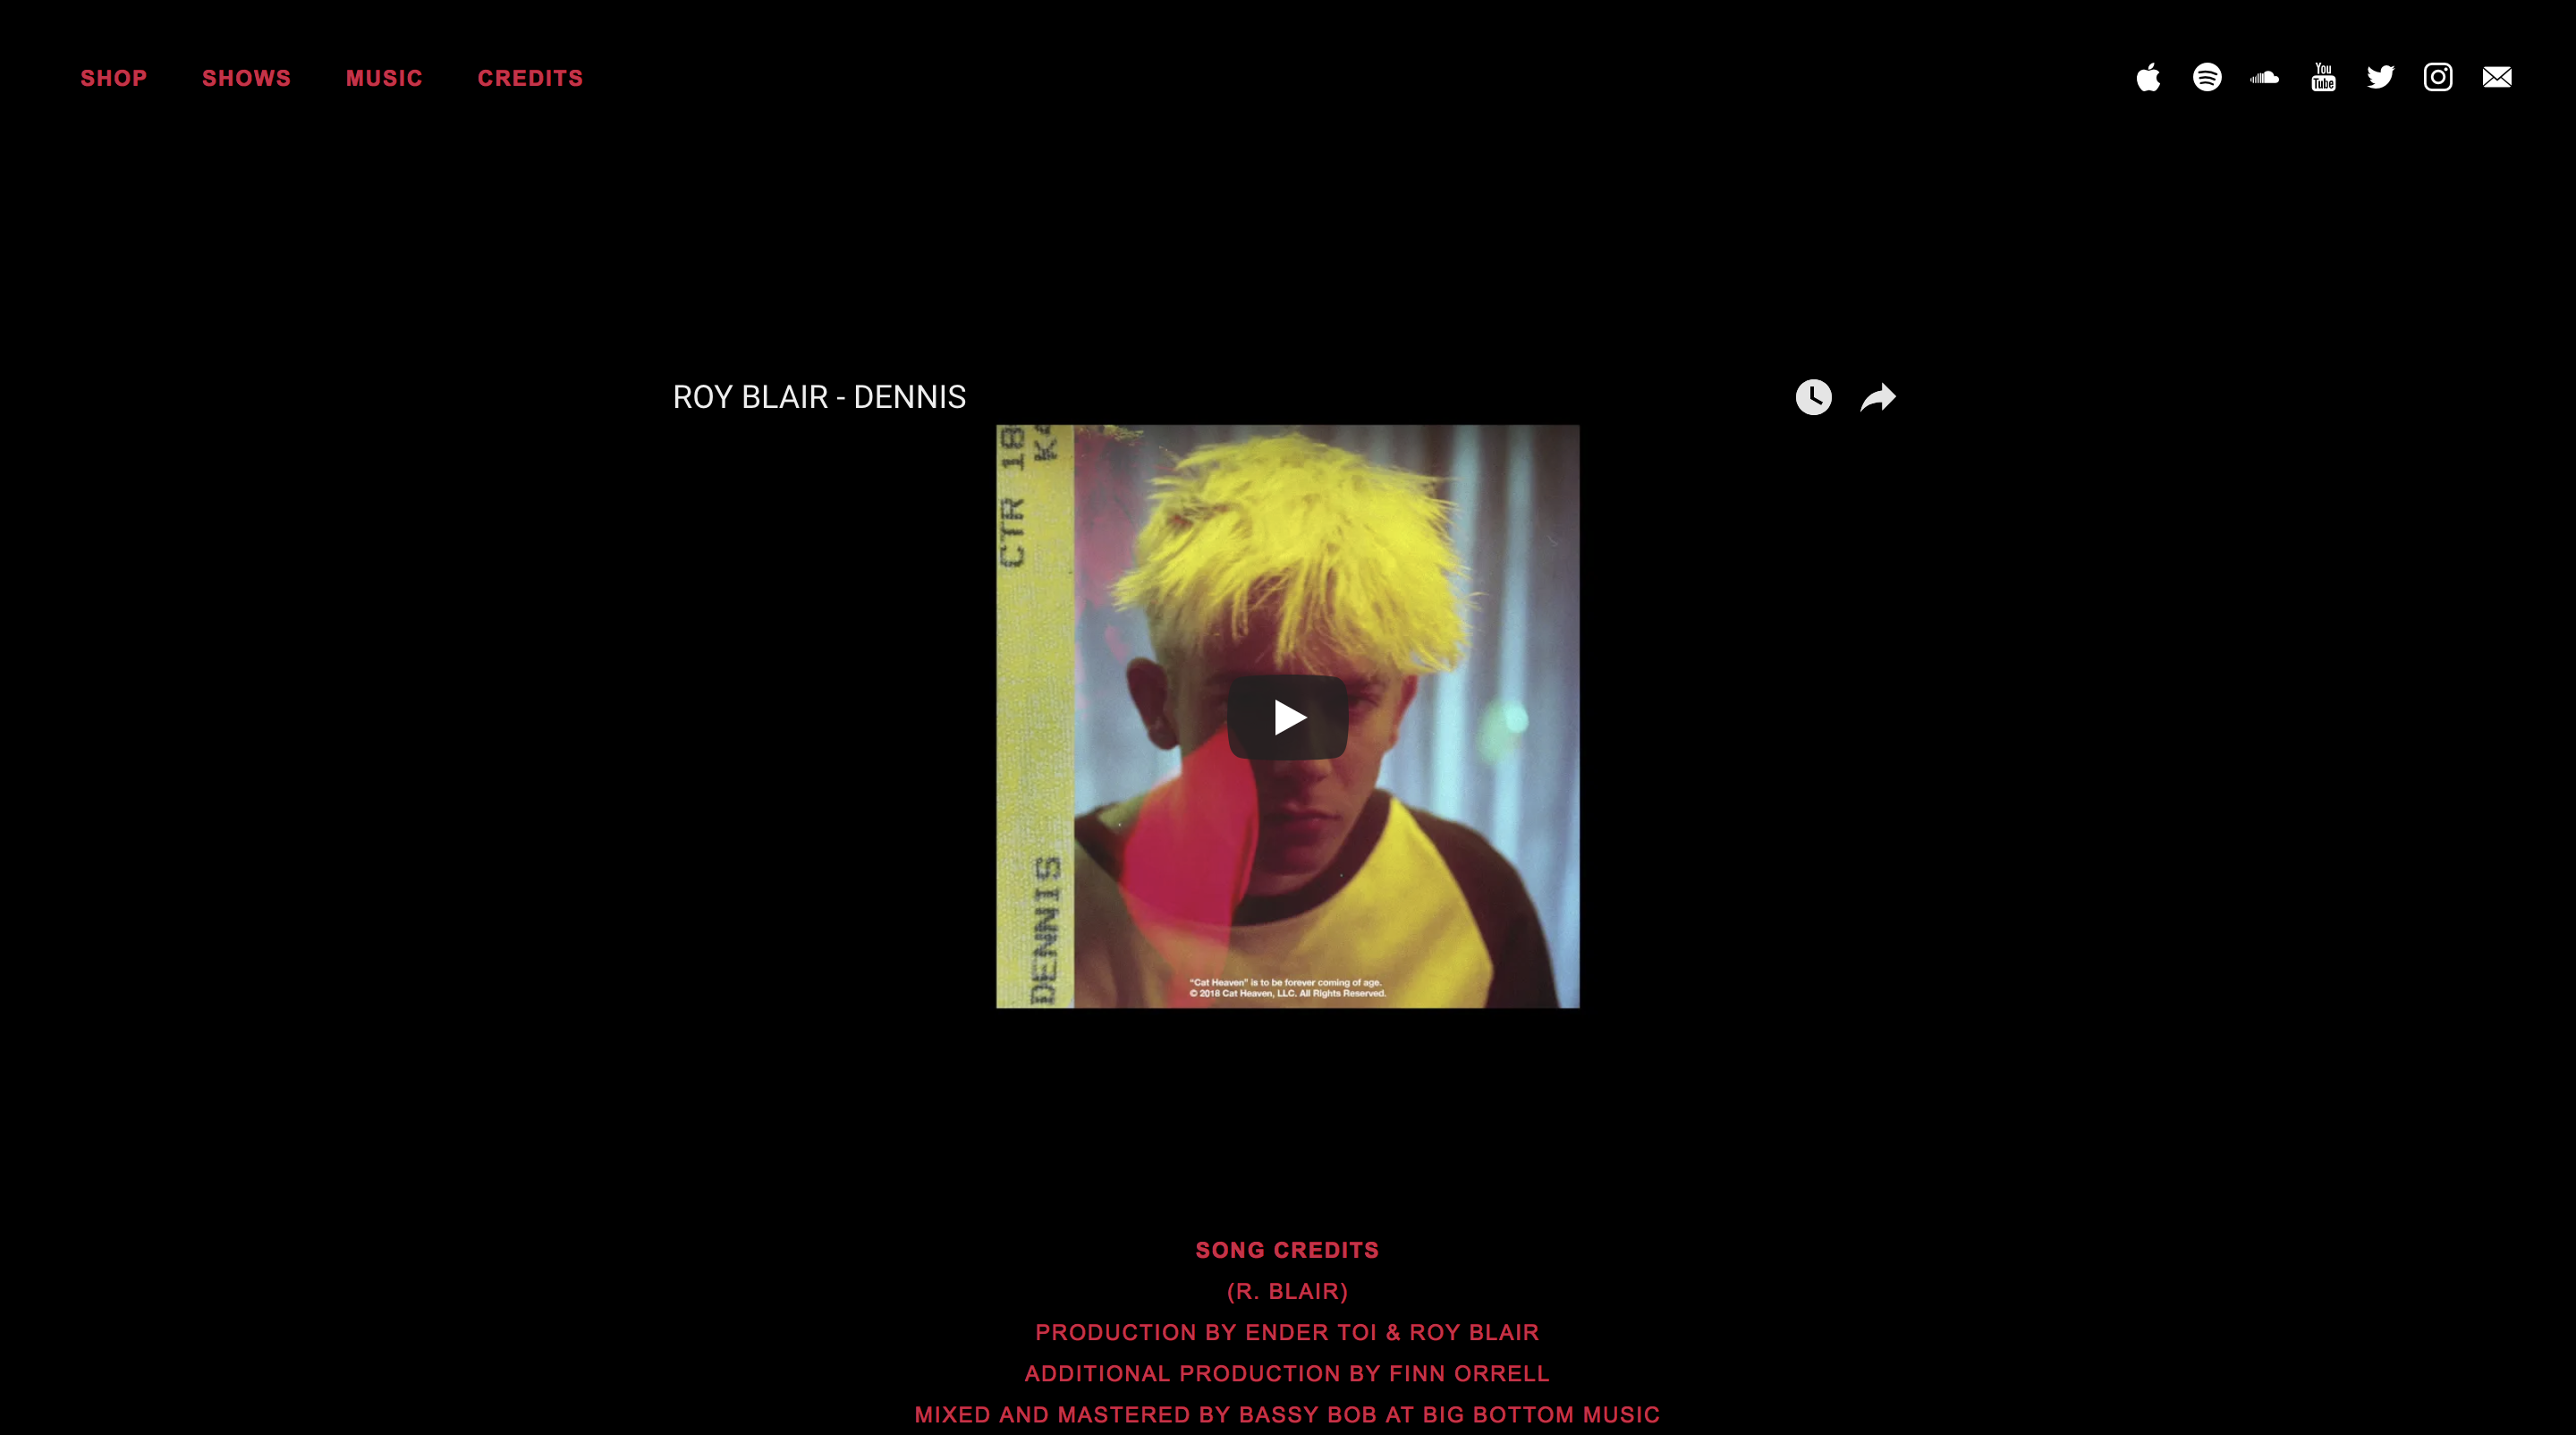 SHOP SHOWS MUSIC CREDITS
You
Tube
ROY BLAIR - DENNIS
CTR 18
DENNIS
“Cat Heaven” is to be forever coming of age.
© 2018 Cat Heaven, LLC. All Rights Reserved.
SONG CREDITS
(R. BLAIR)
PRODUCTION BY ENDER TOI & ROY BLAIR
ADDITIONAL PRODUCTION BY FINN ORRELL
MIXED AND MASTERED BY BASSY BOB AT BIG BOTTOM MUSIC